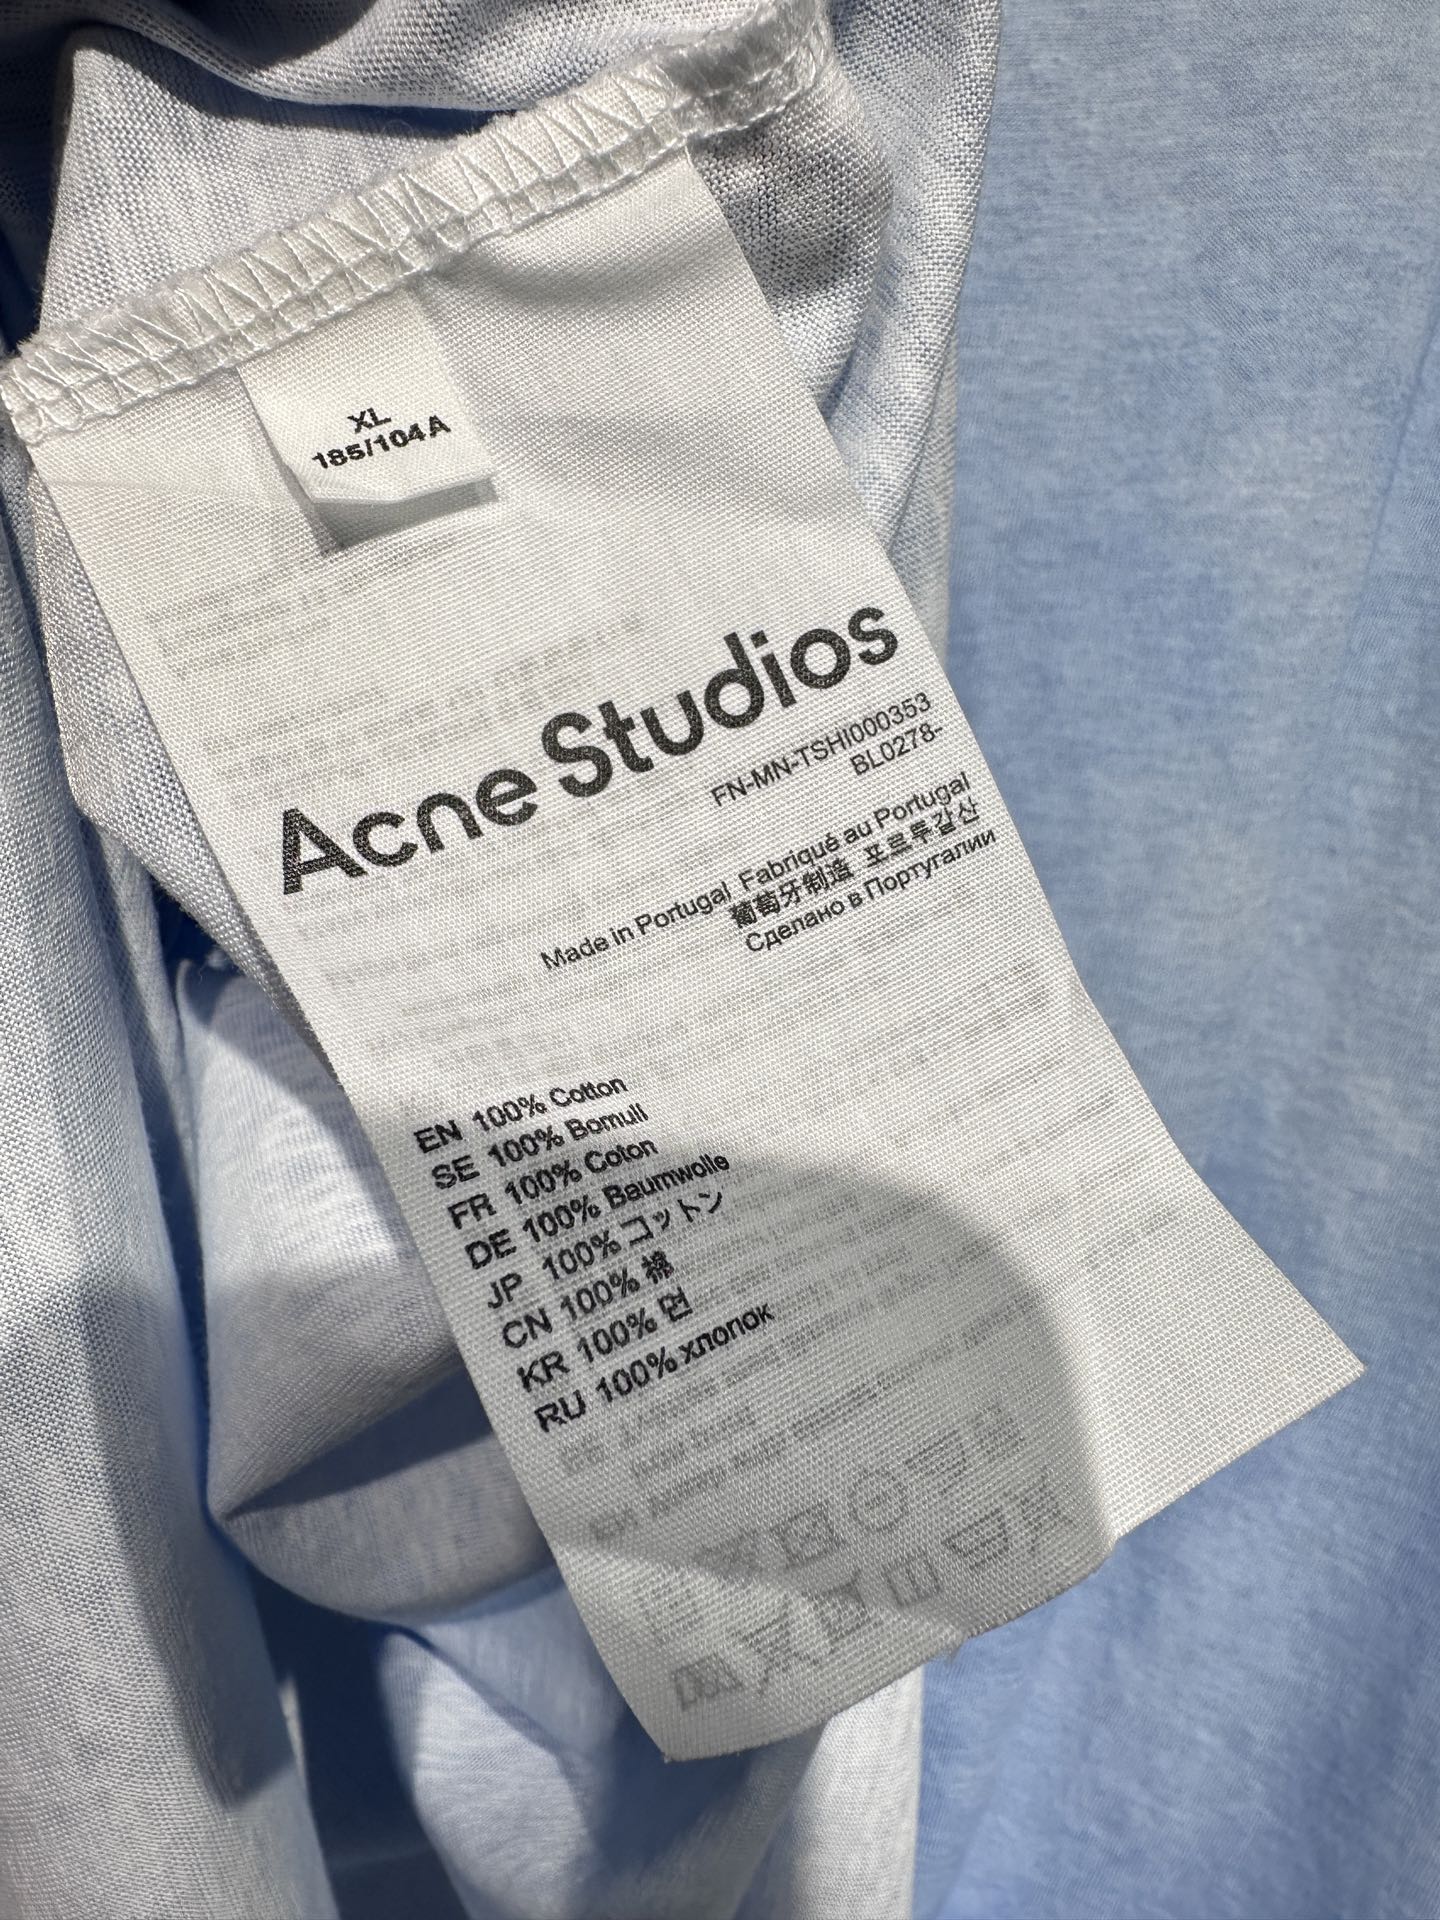 XL
185/104A
Acne Studios
FN-MN-TSHI000353
BL0278-
Made in Portugal Fabriqué au Portugal
葡萄牙制造 포르투갈산
Сделано в Португалии
EN 100% Cotton
SE 100% Bomull
FR 100% Coton
DE 100% Baumwolle
JP 100% コットン
CN 100% 棉
KR 100% 면
RU 100% хлопок